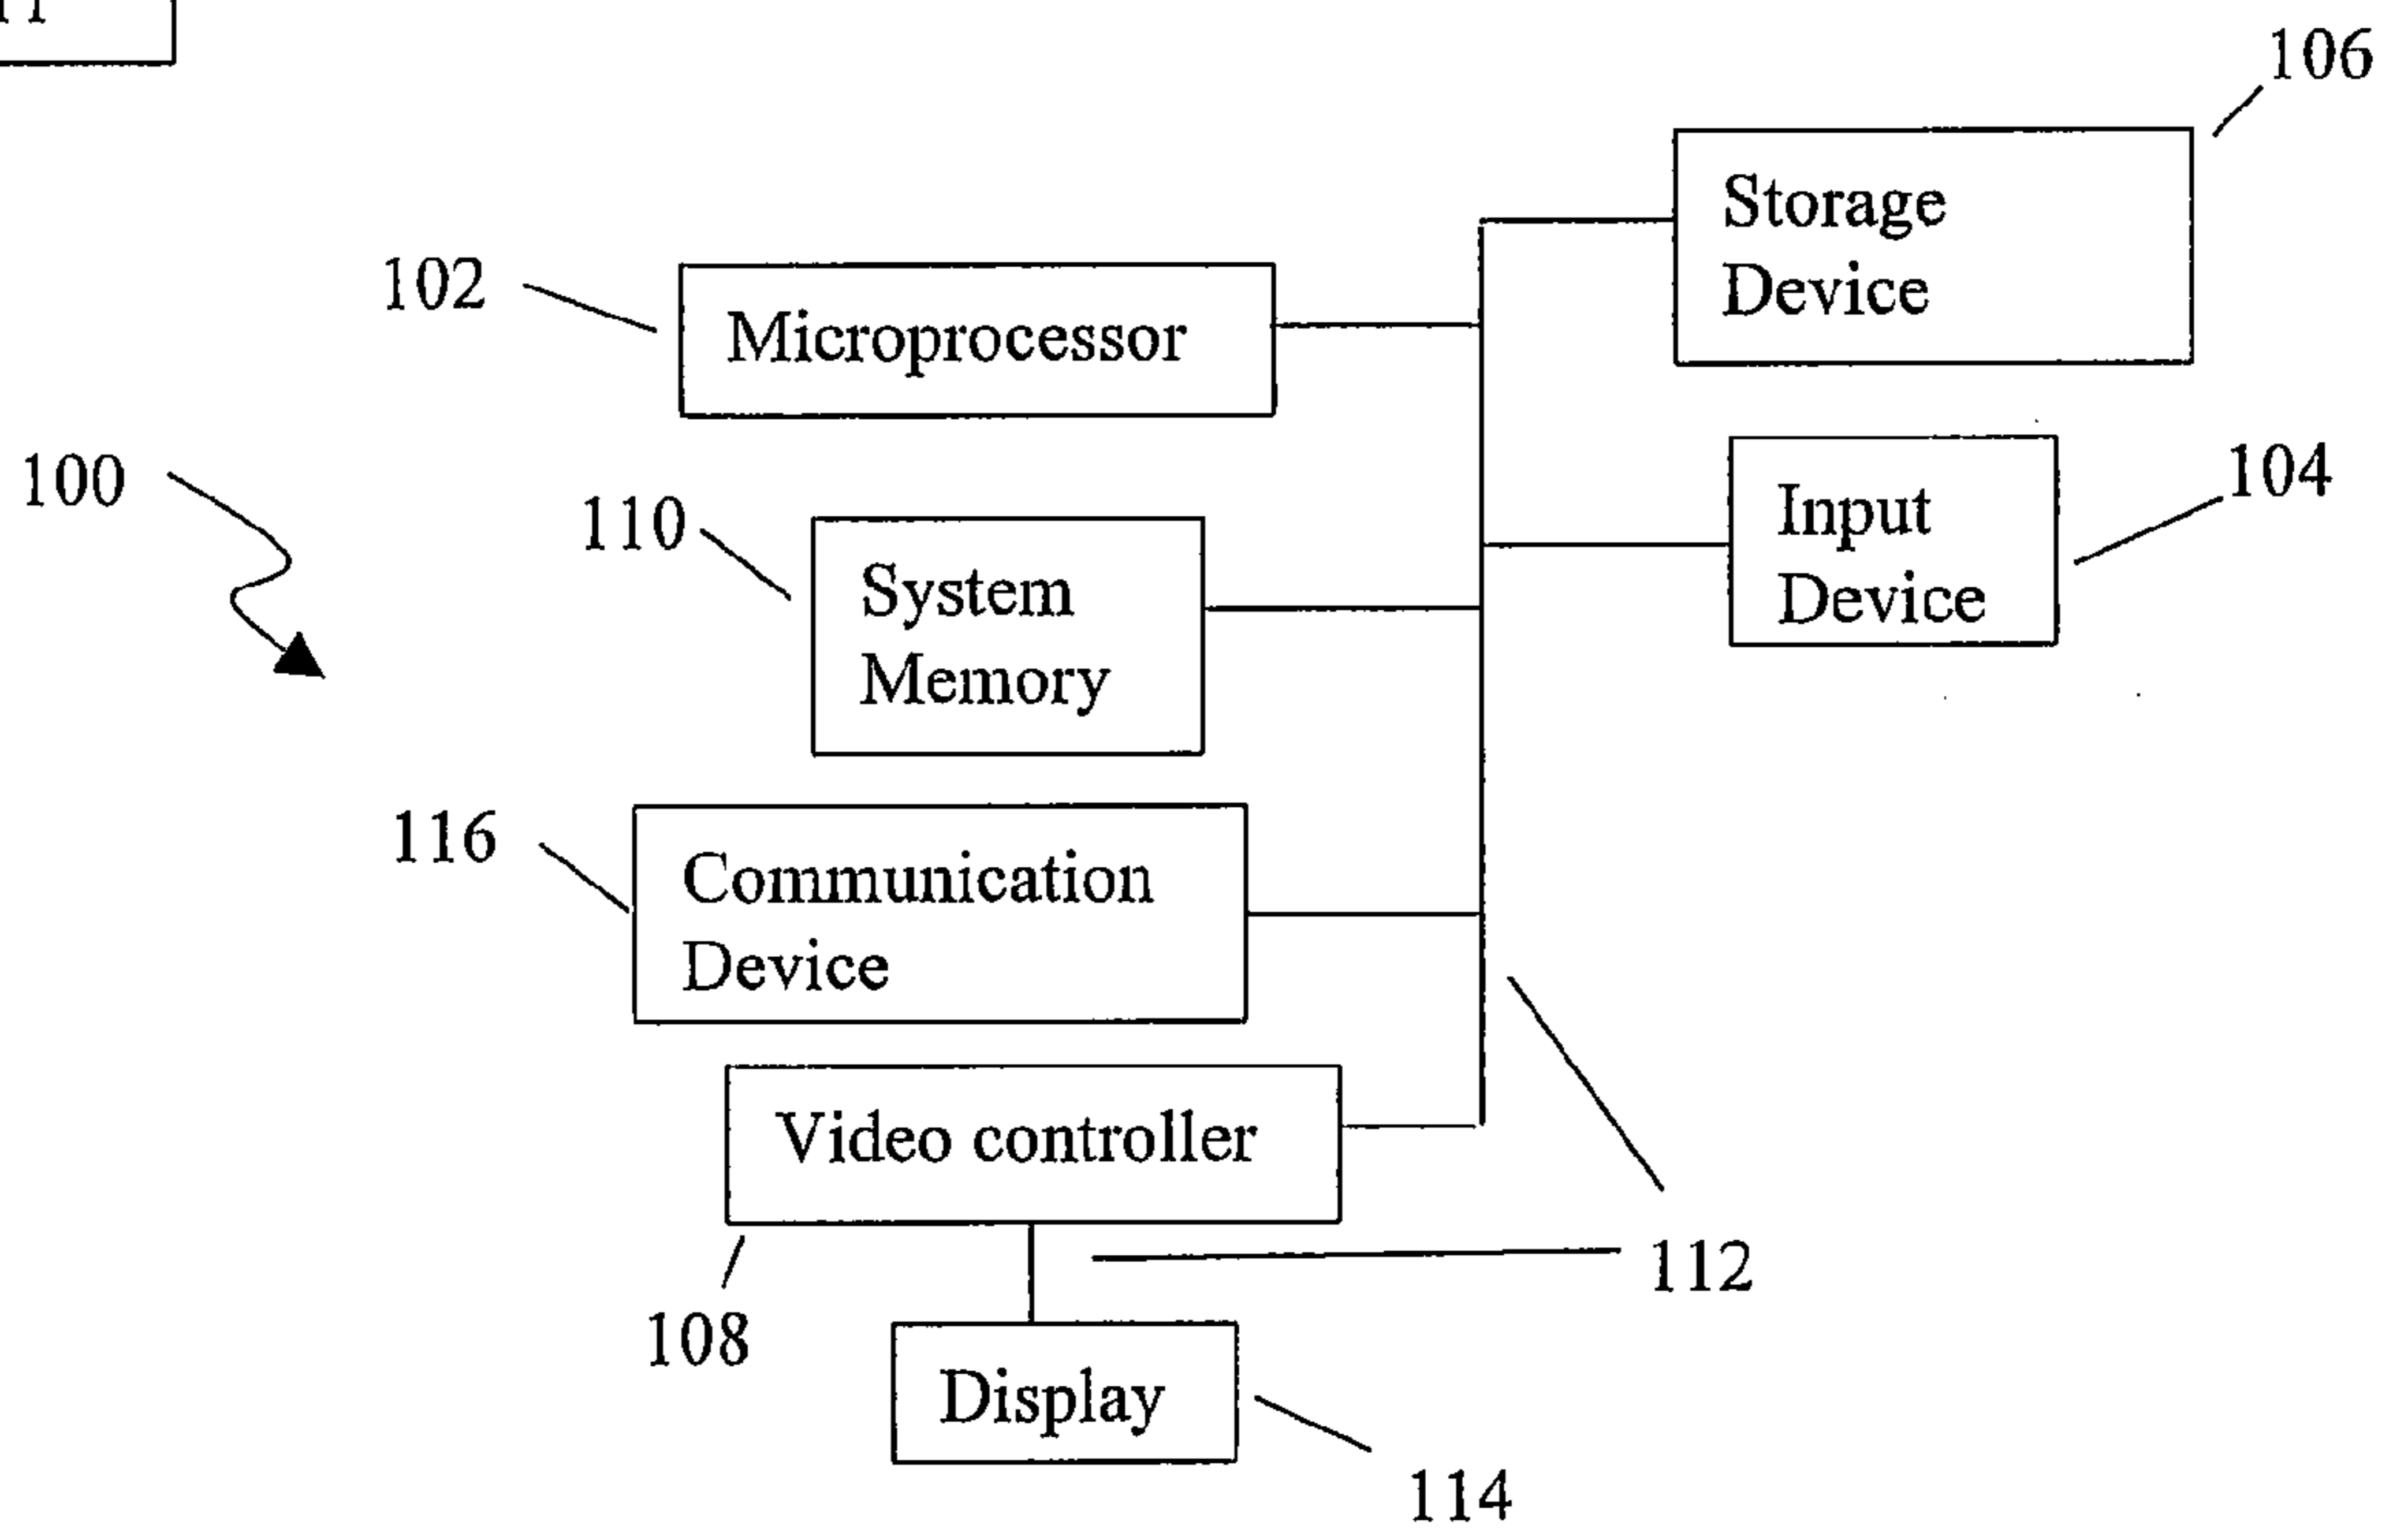 106
Storage
Device
102
Microprocessor
100
110
System
Memory
Input
Device
104
116
Communication
Device
Video controller
112
108
Display
114